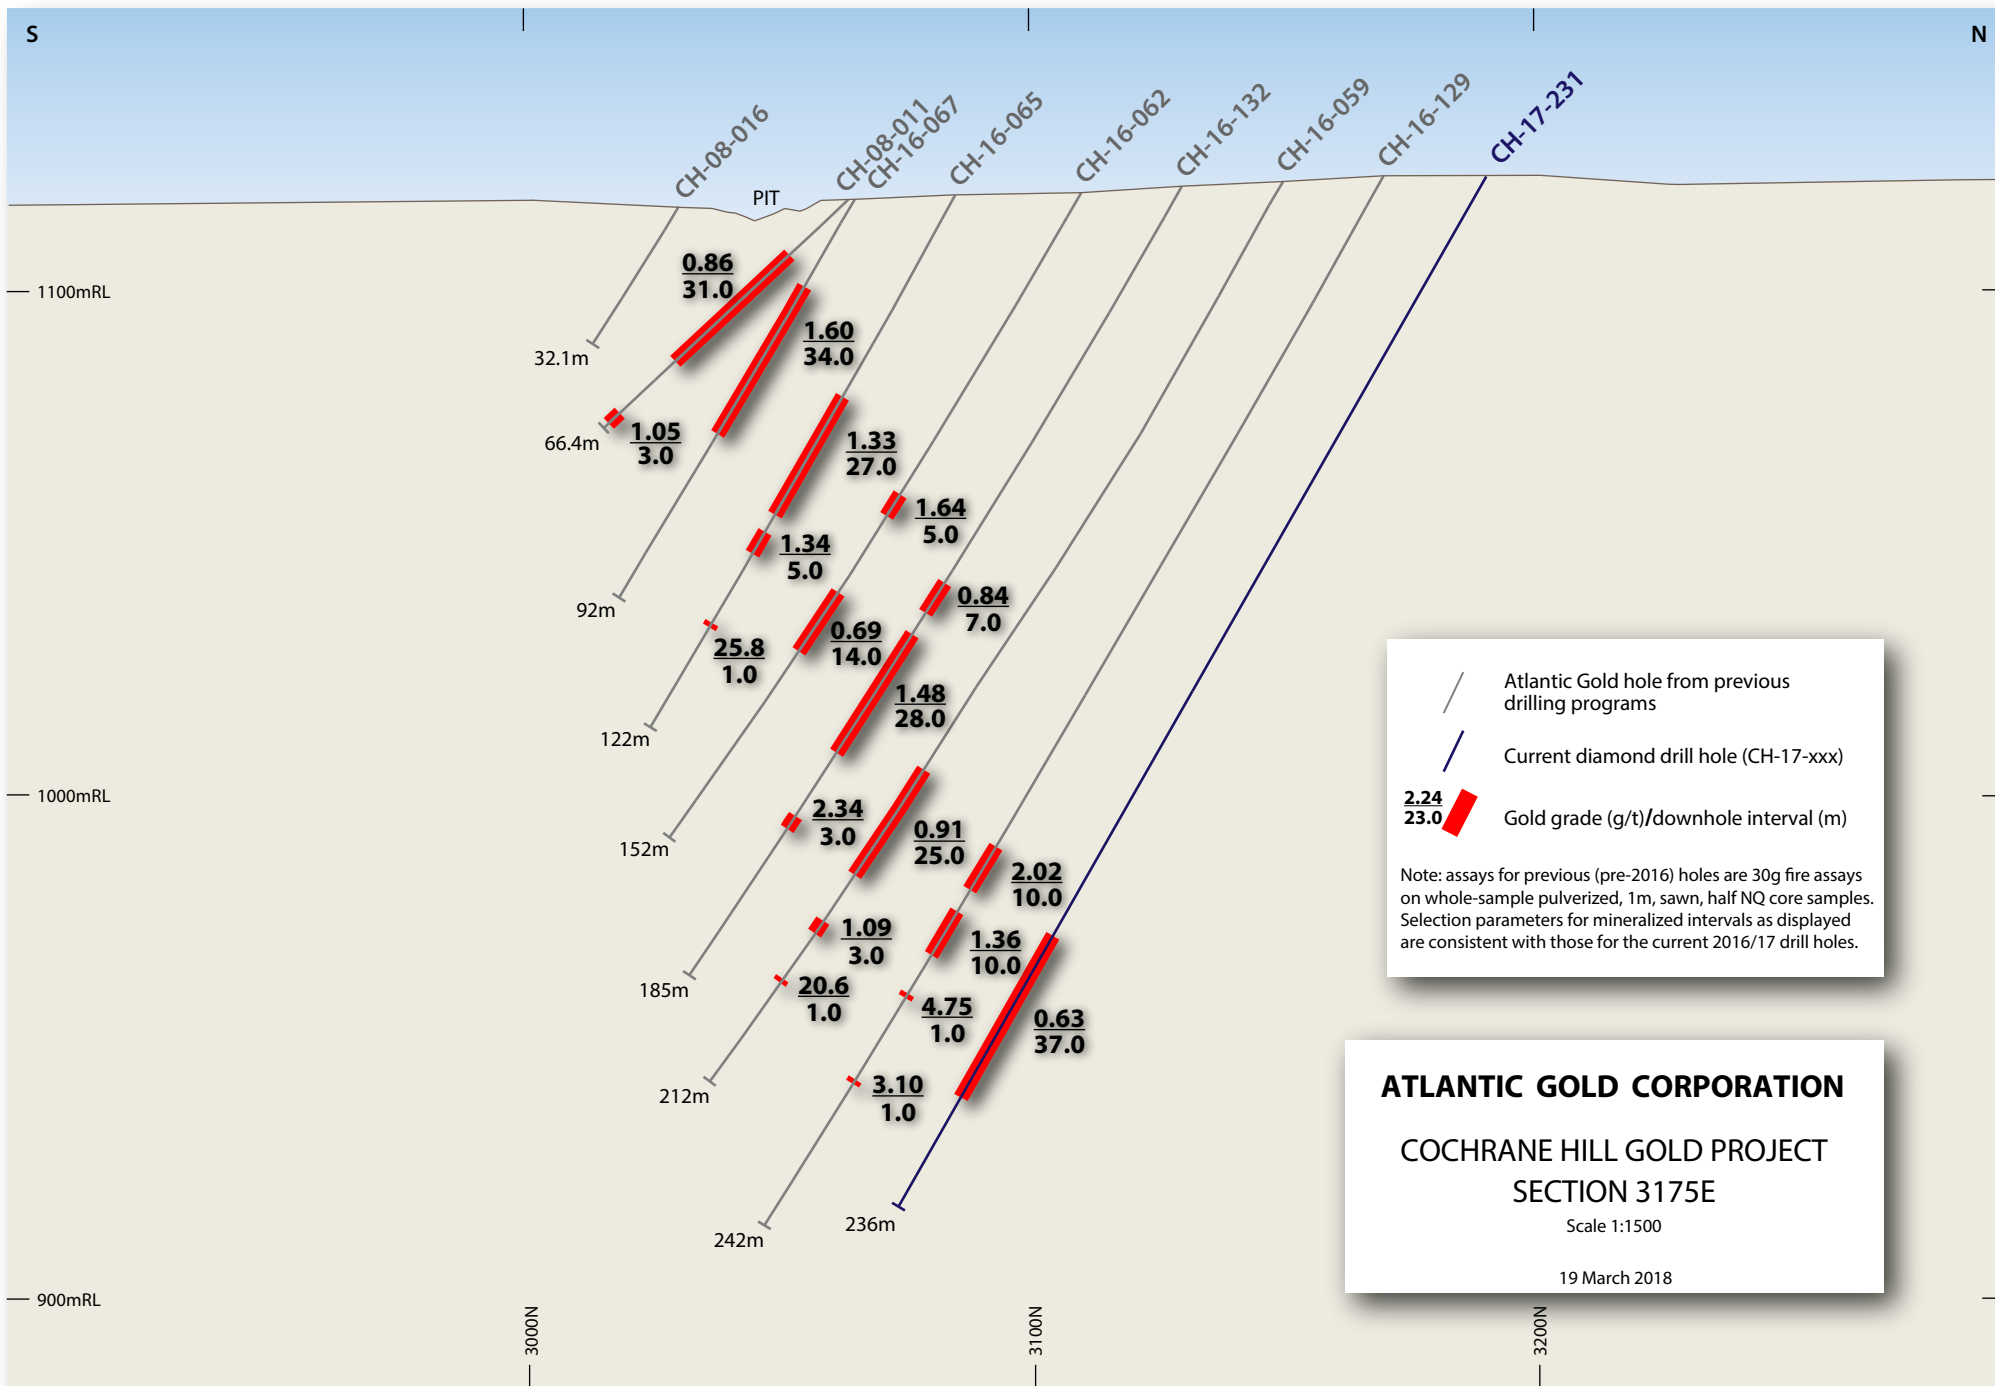 S
N
CH-08-016
CH-08-011
CH-16-067
CH-16-065
CH-16-062
CH-16-132
CH-16-059
CH-16-129
CH-17-231
PIT
1100mRL
0.86
31.0
1.60
34.0
32.1m
66.4m
1.05
3.0
1.33
27.0
1.64
5.0
1.34
5.0
92m
0.84
7.0
0.69
14.0
25.8
1.0
1.48
28.0
122m
1000mRL
2.34
3.0
0.91
25.0
152m
2.02
10.0
1.09
3.0
1.36
10.0
185m
20.6
1.0
4.75
1.0
0.63
37.0
212m
3.10
1.0
242m
236m
Atlantic Gold hole from previous
drilling programs
Current diamond drill hole (CH-17-xxx)
2.24
23.0
Gold grade (g/t)/downhole interval (m)
Note: assays for previous (pre-2016) holes are 30g fire assays
on whole-sample pulverized, 1m, sawn, half NQ core samples.
Selection parameters for mineralized intervals as displayed
are consistent with those for the current 2016/17 drill holes.
ATLANTIC GOLD CORPORATION
COCHRANE HILL GOLD PROJECT
SECTION 3175E
Scale 1:1500
19 March 2018
900mRL
3000N
3100N
3200N